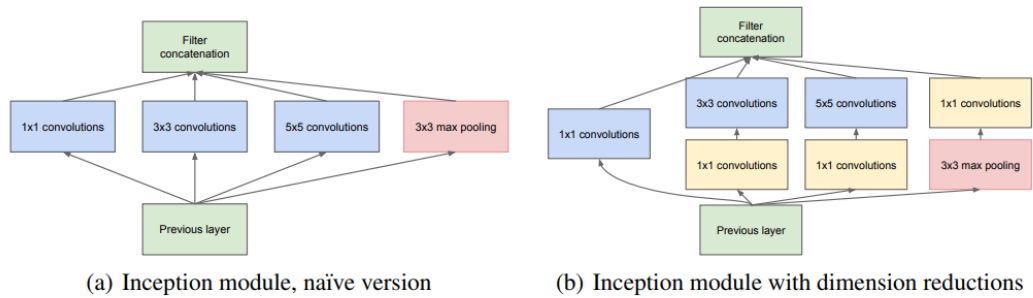 Filter
concatenation
1x1 convolutions
3x3 convolutions
5x5 convolutions
3x3 max pooling
Previous layer
(a) Inception module, naïve version
Filter
concatenation
3x3 convolutions
5x5 convolutions
1x1 convolutions
1x1 convolutions
1x1 convolutions
1x1 convolutions
3x3 max pooling
Previous layer
(b) Inception module with dimension reductions